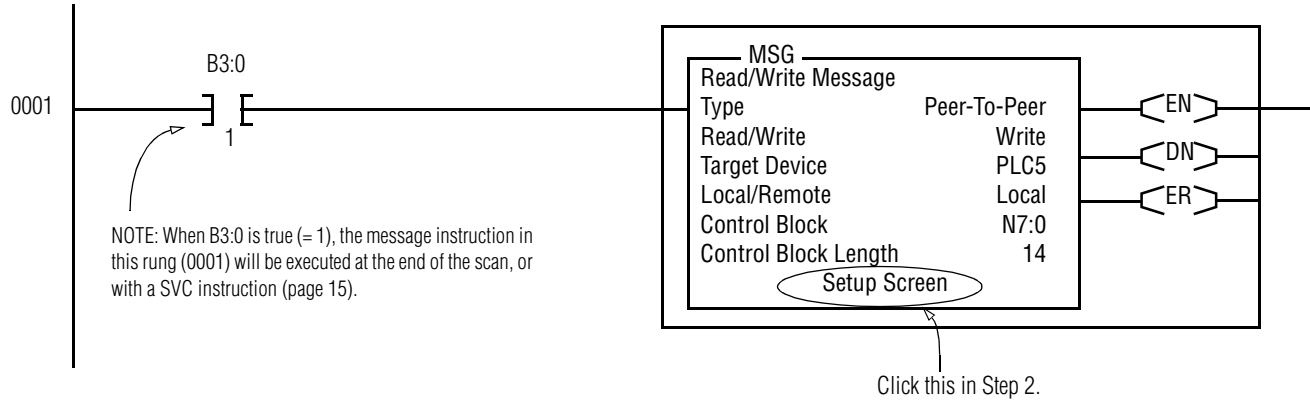 B3:0
0001
1
NOTE: When B3:0 is true (= 1), the message instruction in
this rung (0001) will be executed at the end of the scan, or
with a SVC instruction (page 15).
MSG
Read/Write Message
Type Peer-To-Peer
Read/Write Write
Target Device PLC5
Local/Remote Local
Control Block N7:0
Control Block Length 14
Setup Screen
EN
DN
ER
Click this in Step 2.